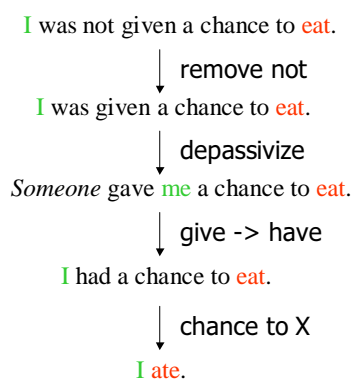 I was not given a chance to eat.
remove not
I was given a chance to eat.
depassivize
Someone gave me a chance to eat.
give -> have
I had a chance to eat.
chance to X
I ate.